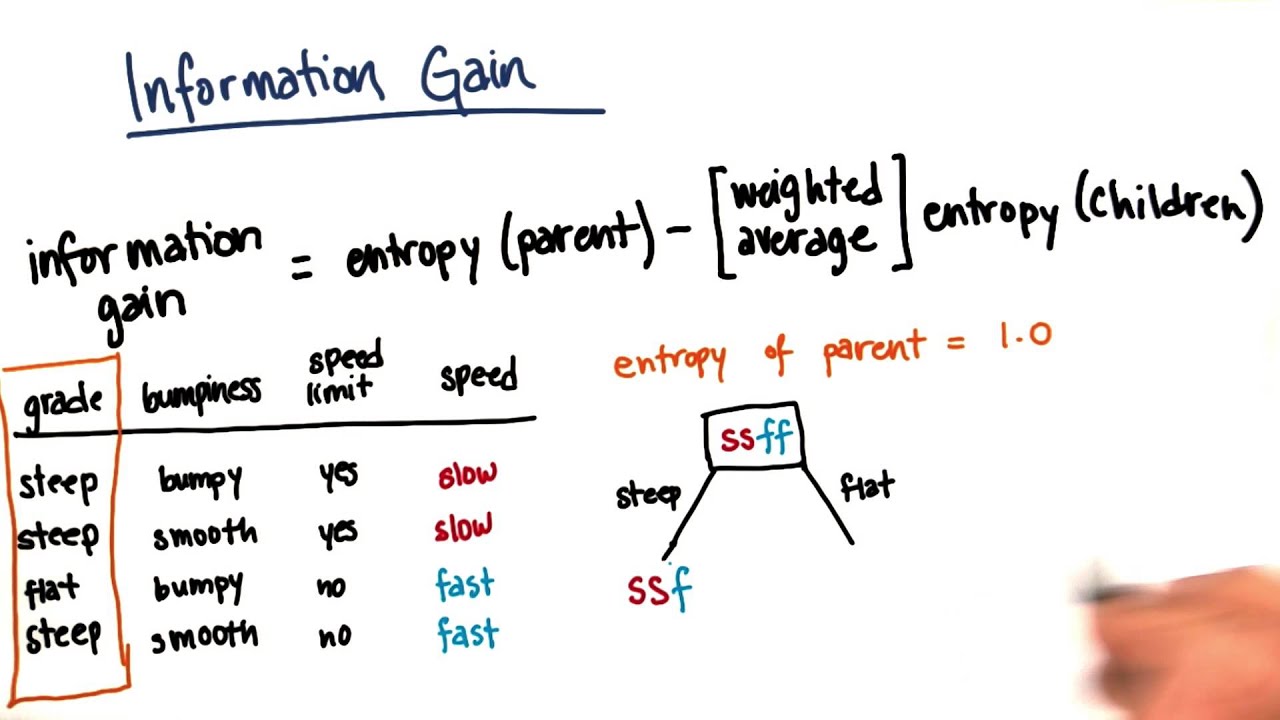 Information Gain
information gain = entropy (parent) - [weighted average] entropy (children)
grade bumpiness speed limit speed
steep bumpy yes slow
steep smooth yes slow
flat bumpy no fast
steep smooth no fast
entropy of parent = 1.0
ssff
steep flat
ssf